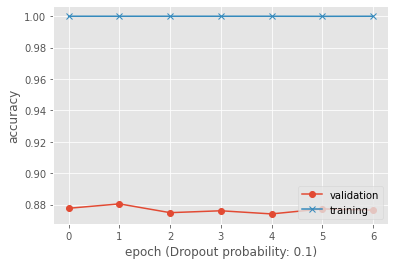 1.00
0.98
0.96
0.94
0.92
0.90
0.88
accuracy
validation
training
0 1 2 3 4 5 6
epoch (Dropout probability: 0.1)